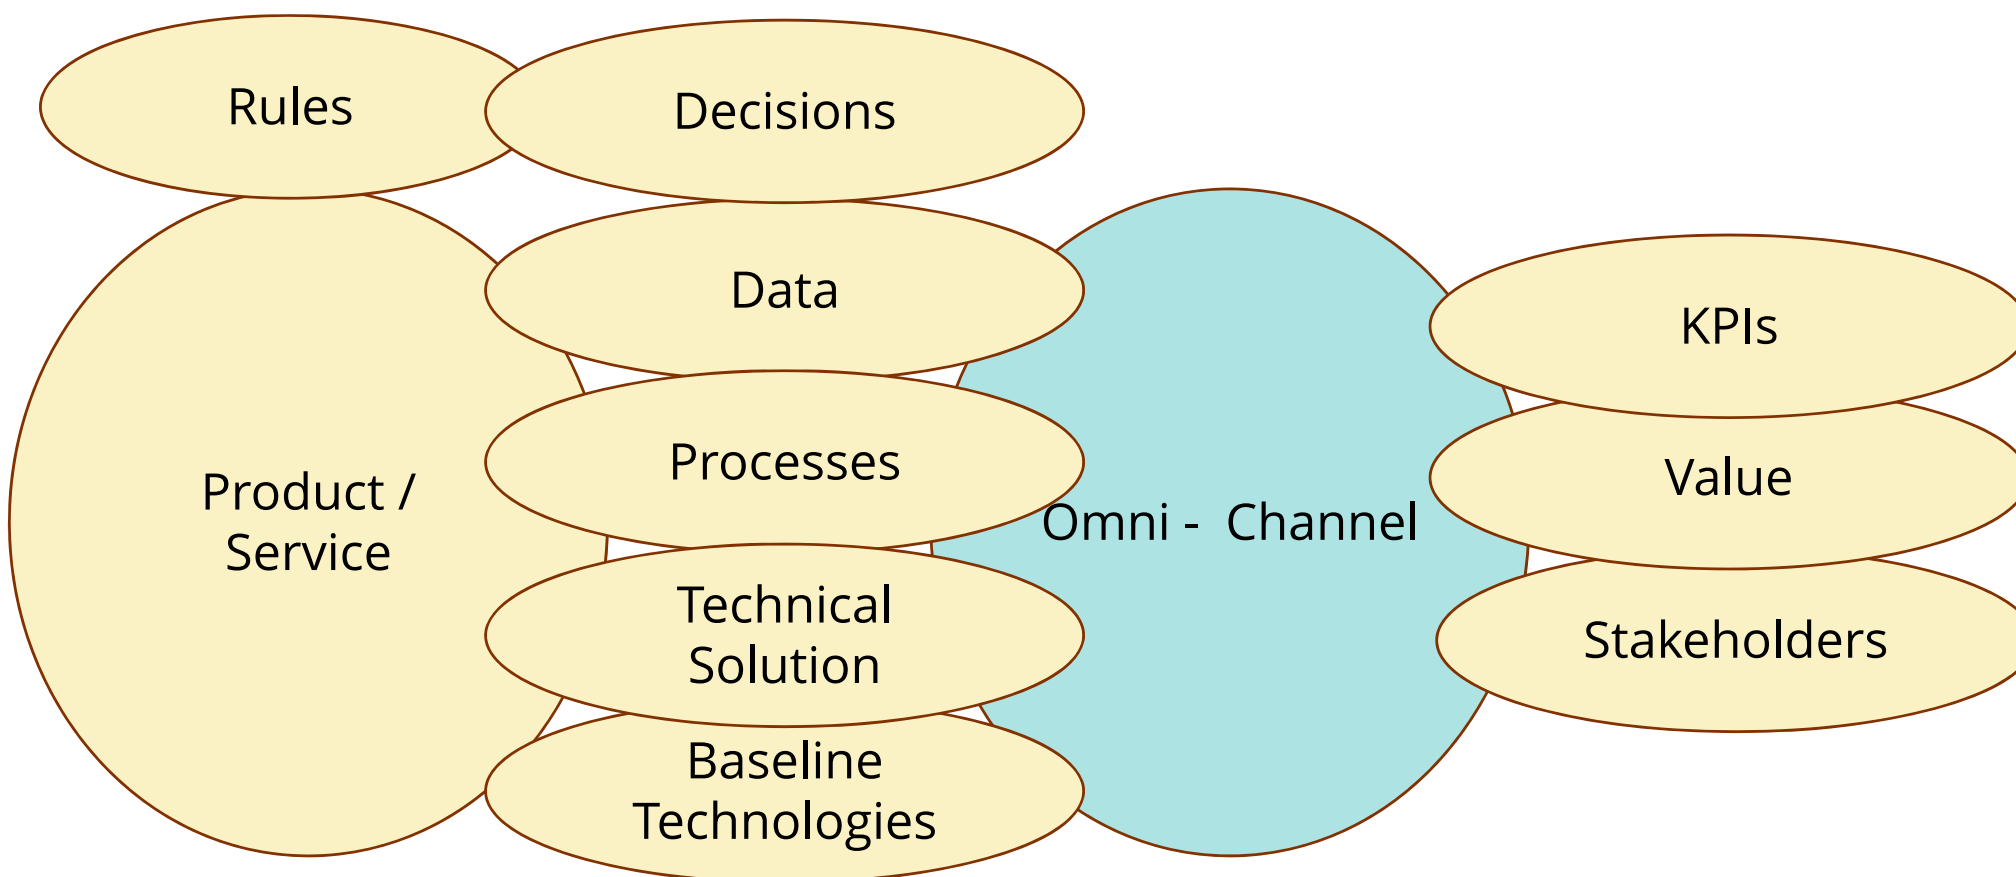 Rules
Decisions
Data
KPIs
Processes
Value
Product /
Service
Omni - Channel
Technical
Solution
Stakeholders
Baseline
Technologies